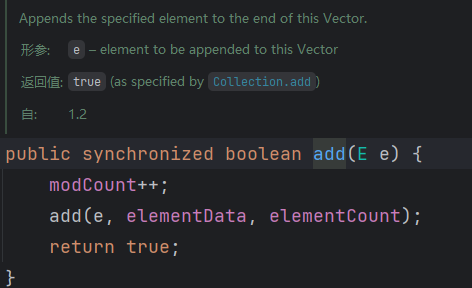 Appends the specified element to the end of this Vector.
形参: e – element to be appended to this Vector
返回值: true (as specified by Collection.add)
自: 1.2
public synchronized boolean add(E e) {
    modCount++;
    add(e, elementData, elementCount);
    return true;
}